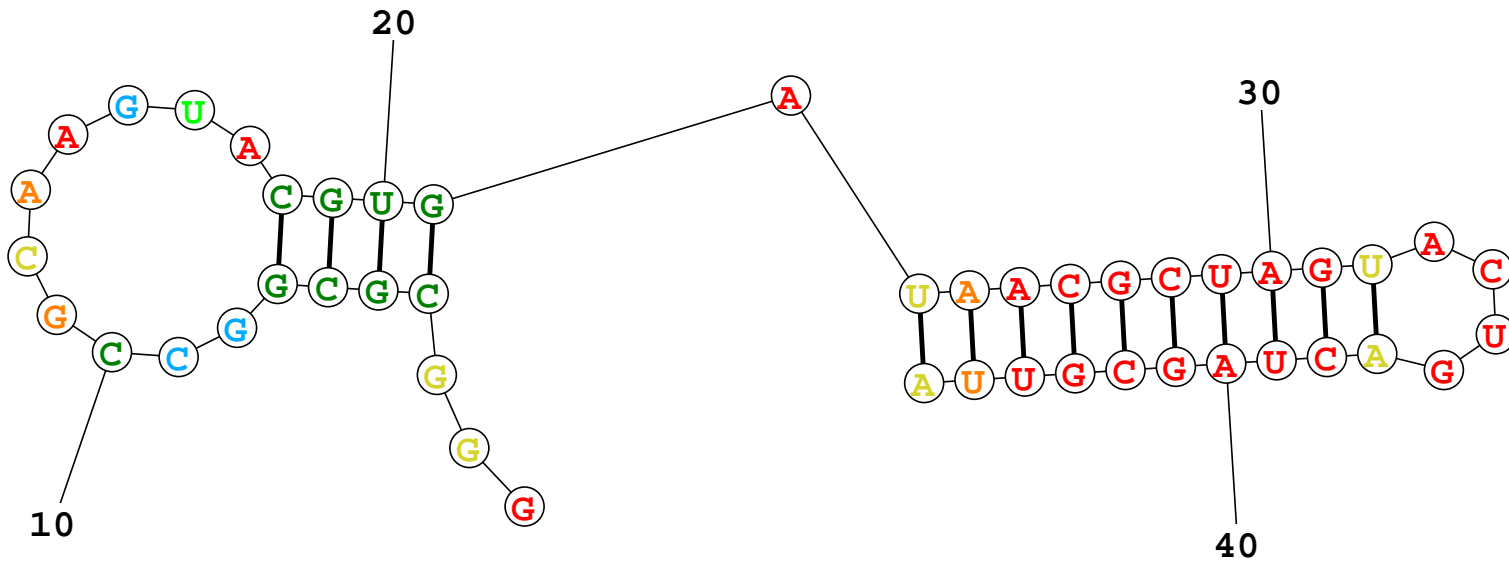 20
A 30
G U
A A
A C G U G
C U A A C G C U A G U A C
G C G C
G G U
C C G A U U G C G A U C A G
G
G
10
40